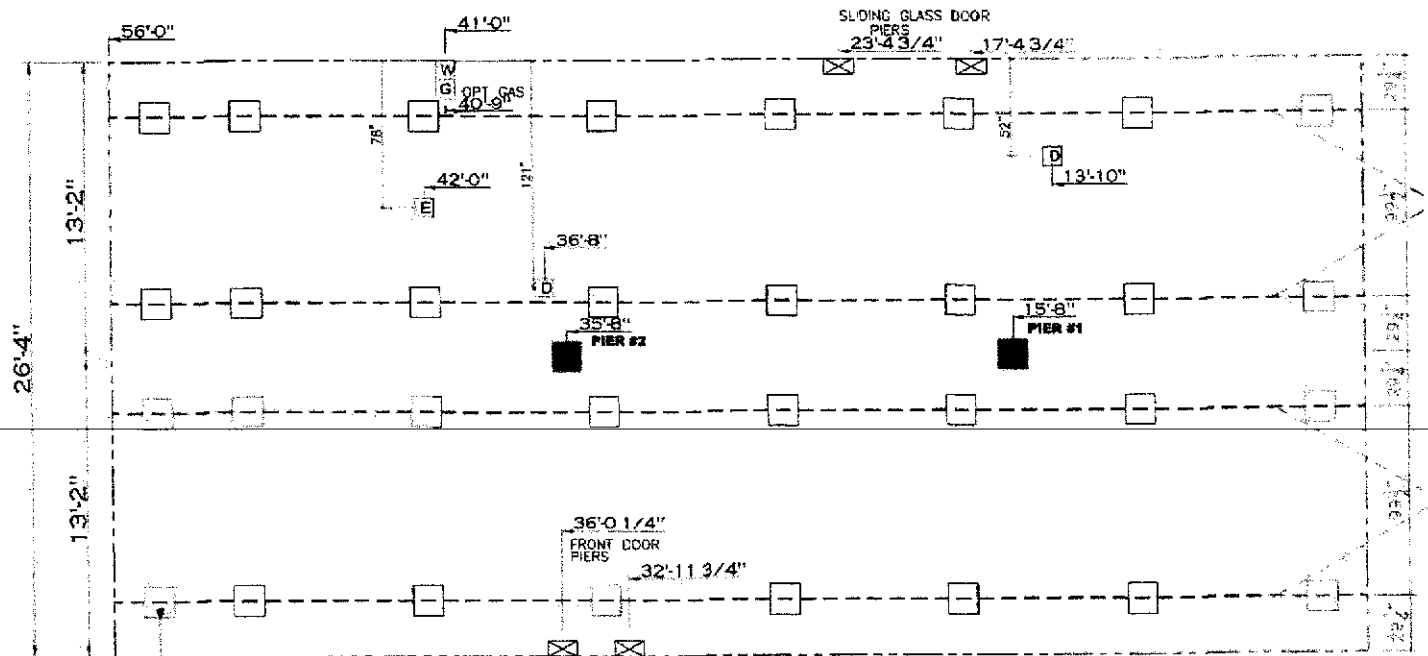 SLIDING GLASS DOOR
PIERS
56'-0"
41'-0"
23'-4 3/4"
17'-4 3/4"
W
G
OPT GAS
40'-9"
78"
121"
52"
D
13'-10"
42'-0"
E
13'-2"
36'-8"
D
35'-8"
PIER #2
15'-8"
PIER #1
26'-4"
13'-2"
36'-0 1/4"
FRONT DOOR
PIERS
32'-11 3/4"